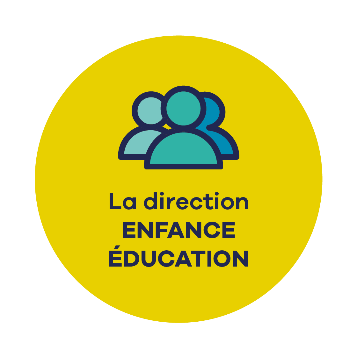 La direction
ENFANCE
ÉDUCATION